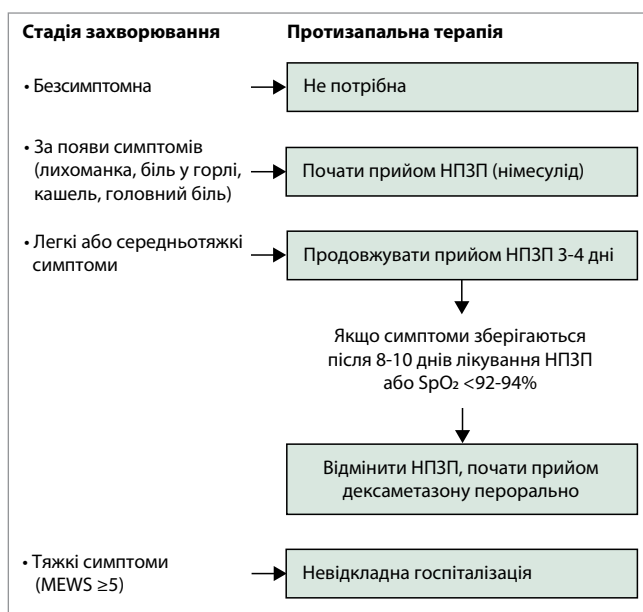 Стадія захворювання
Протизапальна терапія
• Безсимптомна
Не потрібна
• За появи симптомів
(лихоманка, біль у горлі,
кашель, головний біль)
Почати прийом НПЗП (німесулід)
• Легкі або середньотяжкі
симптоми
Продовжувати прийом НПЗП 3-4 дні
Якщо симптоми зберігаються
після 8-10 днів лікування НПЗП
або SpO₂ <92-94%
Відмінити НПЗП, почати прийом
дексаметазону перорально
• Тяжкі симптоми
(MEWS ≥5)
Невідкладна госпіталізація